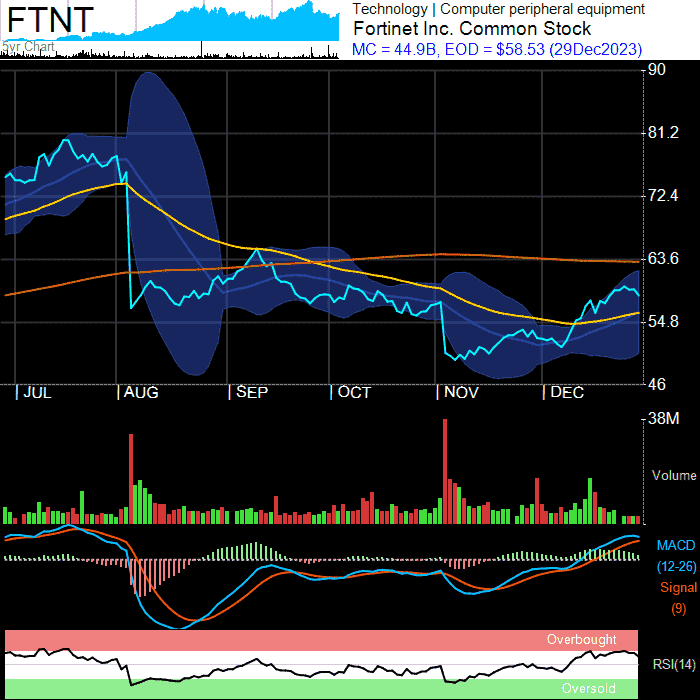 FTNT
5yr Chart
Technology | Computer peripheral equipment
Fortinet Inc. Common Stock
MC = 44.9B, EOD = $58.53 (29Dec2023)
90
81.2
72.4
63.6
54.8
46
| JUL | AUG | SEP | OCT | NOV | DEC
38M
Volume
MACD
(12-26)
Signal
(9)
Overbought
RSI(14)
Oversold